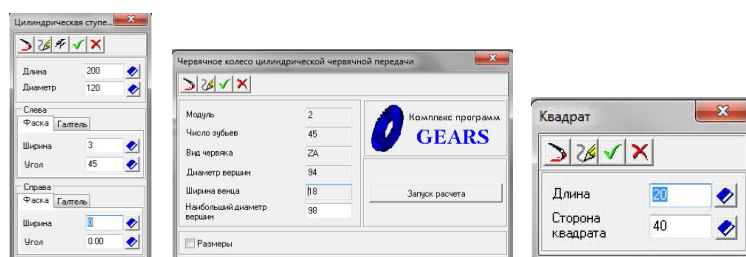 Цилиндрическая ступе...
Длина 200
Диаметр 120
Слева
Фаска Галтель
Ширина 3
Угол 45
Справа
Фаска Галтель
Ширина 0
Угол 0.00
Червячное колесо цилиндрической червячной передачи
Модуль 2
Число зубьев 45
Вид червяка ZA
Диаметр вершин 94
Ширина венца 18
Наибольший диаметр
вершин 98
Размеры
Комплекс программ
GEARS
Запуск расчета
Квадрат
Длина 20
Сторона
квадрата 40